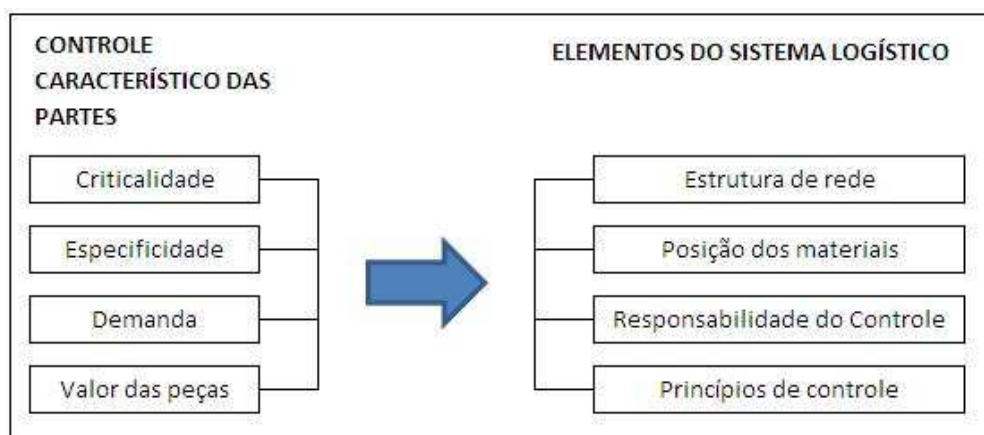 CONTROLE
CARACTERÍSTICO DAS
PARTES
Criticalidade
Especificidade
Demanda
Valor das peças
ELEMENTOS DO SISTEMA LOGÍSTICO
Estrutura de rede
Posição dos materiais
Responsabilidade do Controle
Princípios de controle